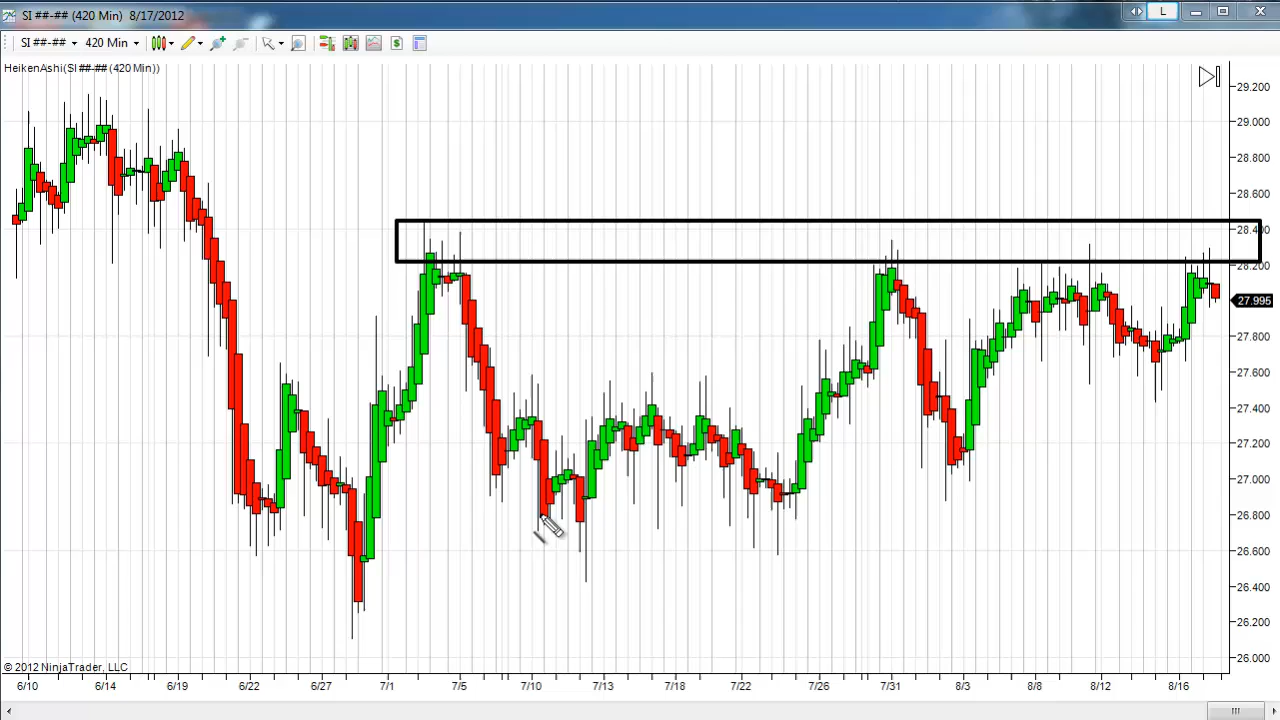 SI ##-## (420 Min) 8/17/2012
L
SI ##-## 420 Min
HeikenAshi(SI ##-## (420 Min))
29.200
29.000
28.800
28.600
28.400
28.200
27.995
27.800
27.600
27.400
27.200
27.000
26.800
26.600
26.400
26.200
26.000
© 2012 NinjaTrader, LLC
6/10 6/14 6/19 6/22 6/27 7/1 7/5 7/10 7/13 7/18 7/22 7/26 7/31 8/3 8/8 8/12 8/16